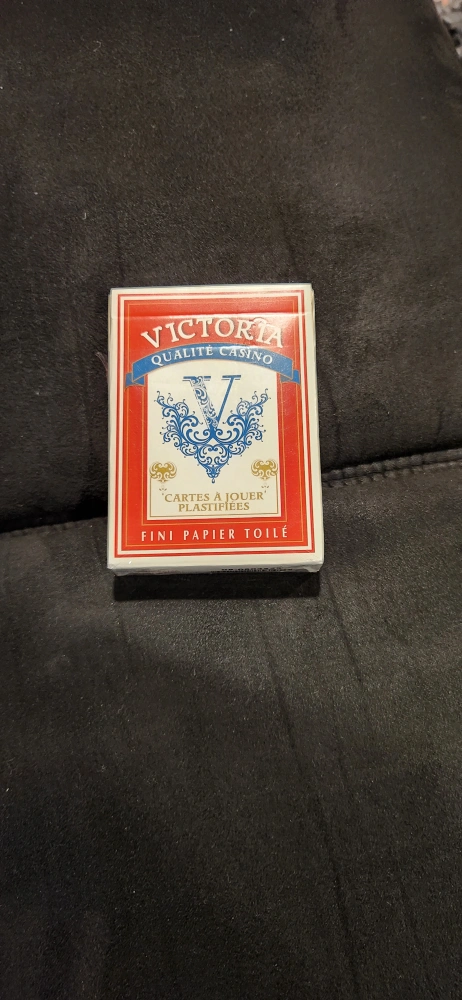 VICTORIA
QUALITÉ CASINO
V
CARTES À JOUER
PLASTIFIÉES
FINI PAPIER TOILÉ